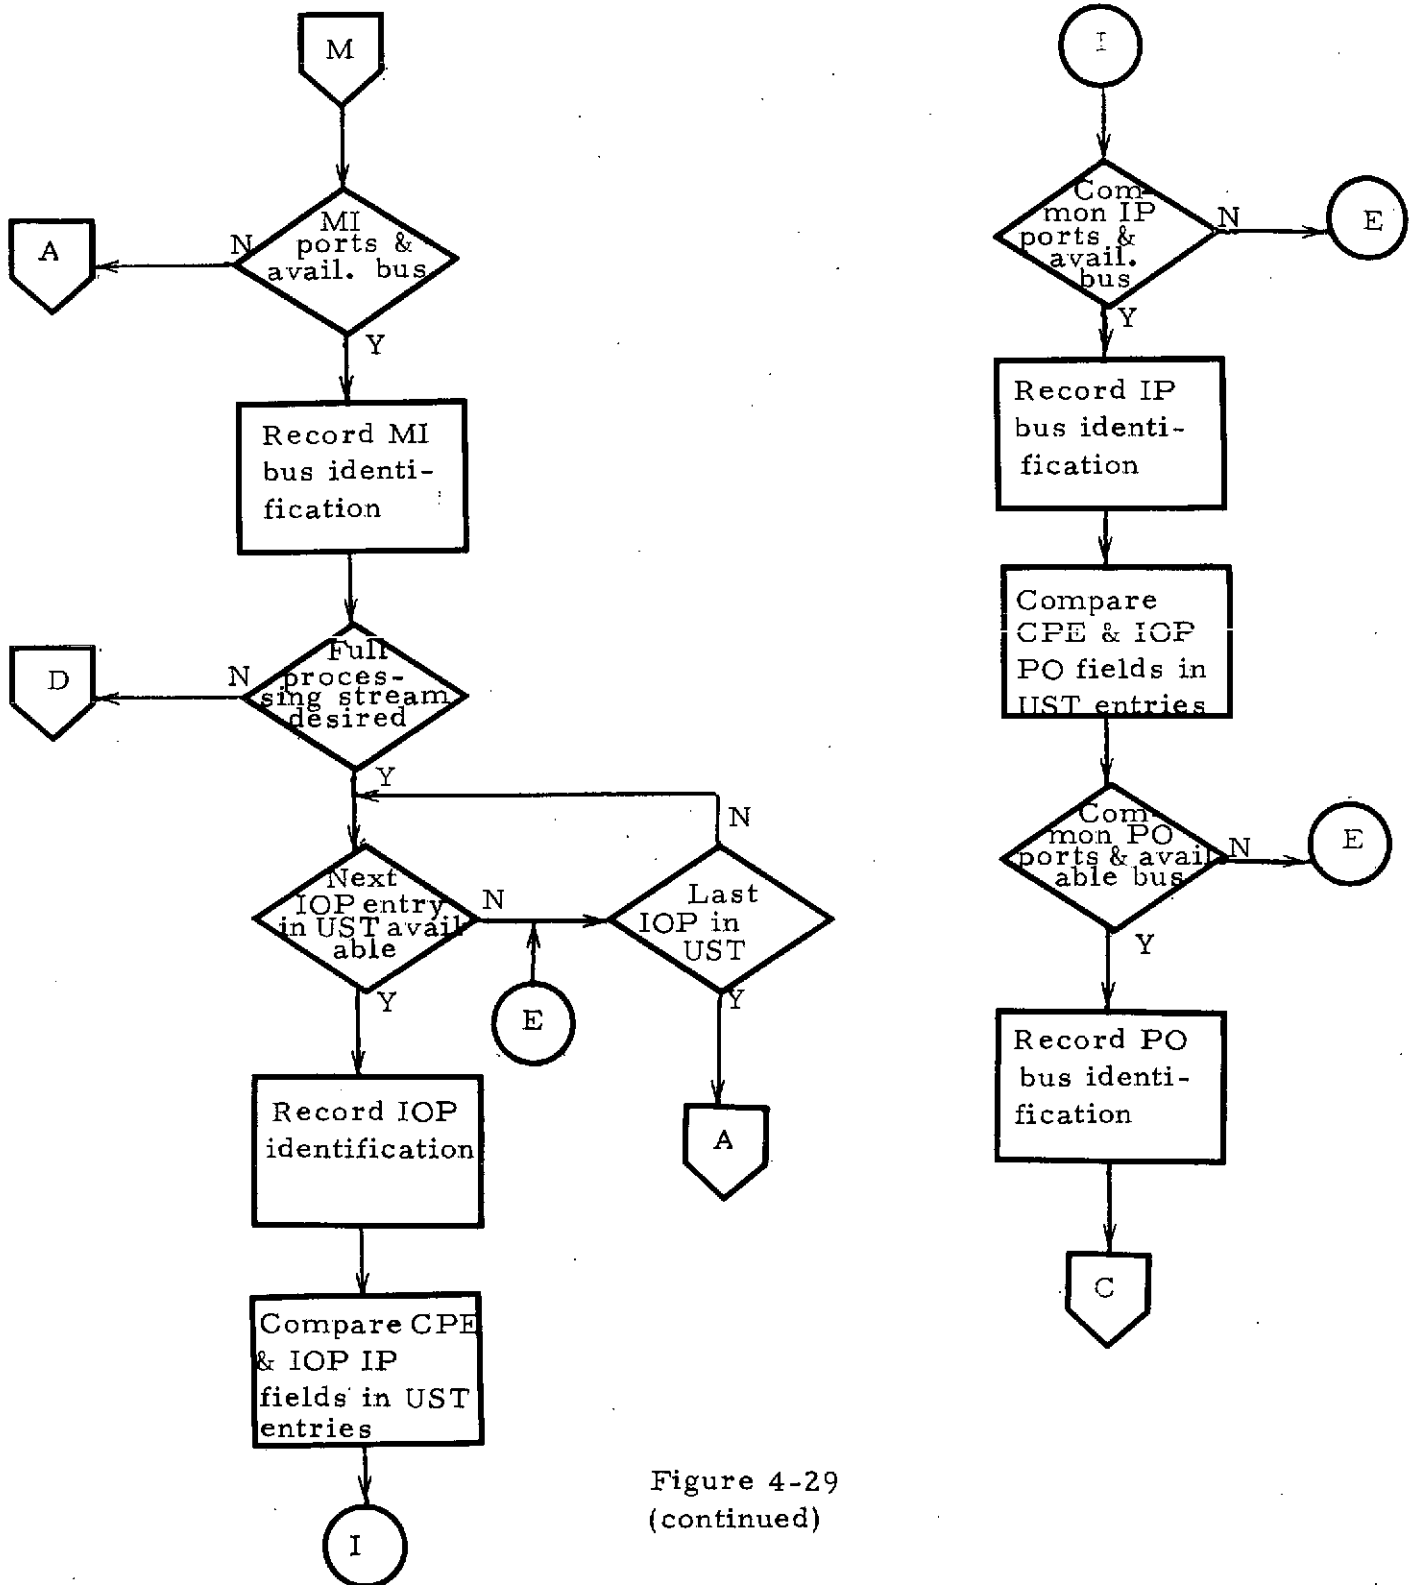 M
MI
ports &
avail. bus
N
A
Y
Record MI
bus identi-
fication
Full
proces-
sing stream
desired
N
D
Y
Next
IOP entry
in UST avail
able
N
Last
IOP in
UST
N
E
Y
A
Y
Record IOP
identification
Compare CPE
& IOP IP
fields in UST
entries
I
I
Com-
mon IP
ports &
avail.
bus
N
E
Y
Record IP
bus identi-
fication
Compare
CPE & IOP
PO fields in
UST entries
Com-
mon PO
ports & avail
able bus
N
E
Y
Record PO
bus identi-
fication
C
Figure 4-29
(continued)